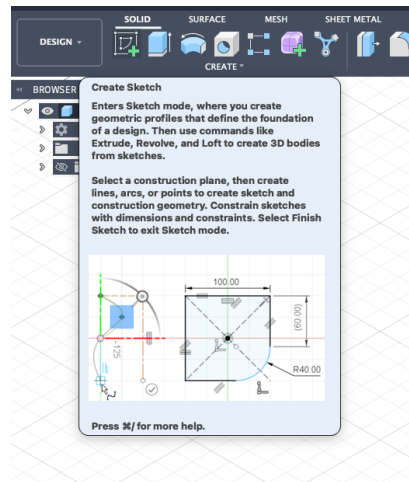 SOLID SURFACE MESH SHEET METAL
DESIGN
CREATE
BROWSER
Create Sketch
Enters Sketch mode, where you create
geometric profiles that define the foundation
of a design. Then use commands like
Extrude, Revolve, and Loft to create 3D bodies
from sketches.
Select a construction plane, then create
lines, arcs, or points to create sketch and
construction geometry. Constrain sketches
with dimensions and constraints. Select Finish
Sketch to exit Sketch mode.
100.00
(60.00)
-125
R40.00
Press ⌘/ for more help.